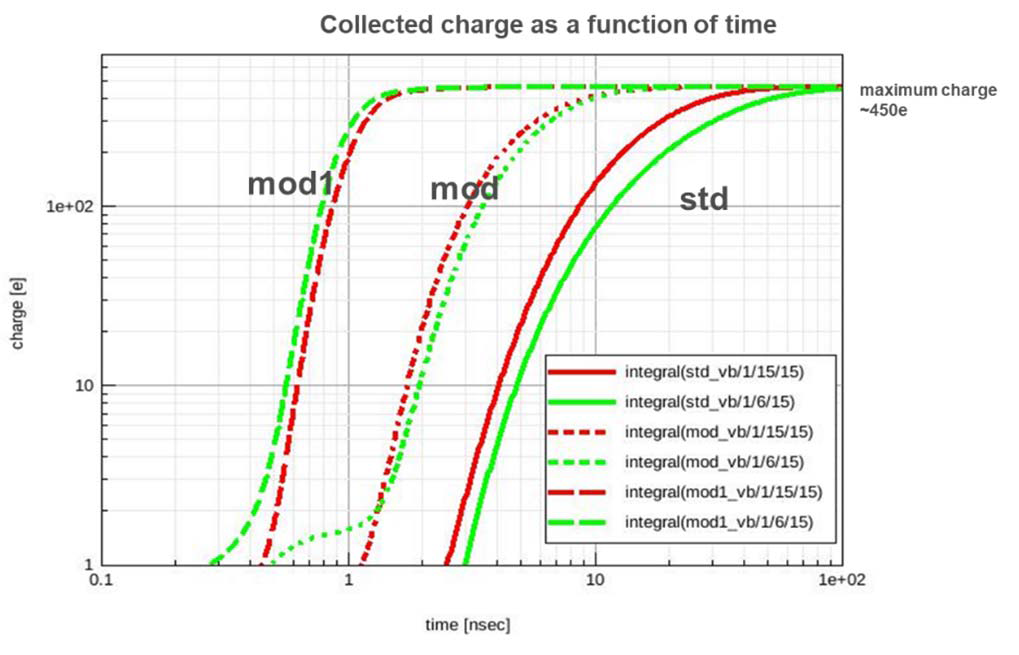 Collected charge as a function of time
maximum charge
~450e
mod1
mod
std
1e+02
10
1
charge [e]
integral(std_vb/1/15/15)
integral(std_vb/1/6/15)
integral(mod_vb/1/15/15)
integral(mod_vb/1/6/15)
integral(mod1_vb/1/15/15)
integral(mod1_vb/1/6/15)
0.1 1 10 1e+02
time [nsec]